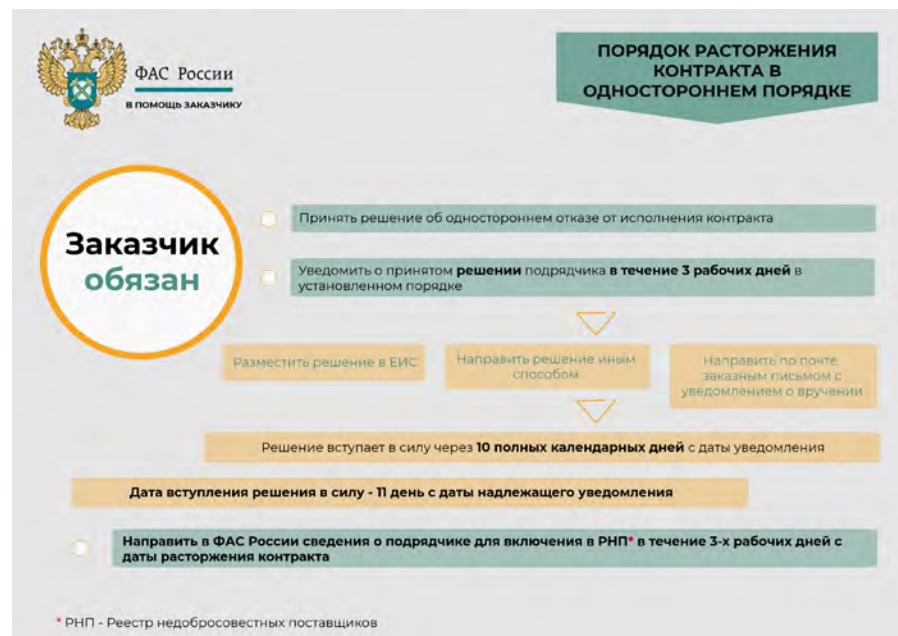 ФАС России
В ПОМОЩЬ ЗАКАЗЧИКУ
ПОРЯДОК РАСТОРЖЕНИЯ
КОНТРАКТА В
ОДНОСТОРОННЕМ ПОРЯДКЕ
Заказчик
обязан
Принять решение об одностороннем отказе от исполнения контракта
Уведомить о принятом решении подрядчика в течение 3 рабочих дней в
установленном порядке
Разместить решение в ЕИС
Направить решение иным
способом
Направить по почте
заказным письмом с
уведомлением о вручении
Решение вступает в силу через 10 полных календарных дней с даты уведомления
Дата вступления решения в силу - 11 день с даты надлежащего уведомления
Направить в ФАС России сведения о подрядчике для включения в РНП* в течение 3-х рабочих дней с
даты расторжения контракта
* РНП - Реестр недобросовестных поставщиков